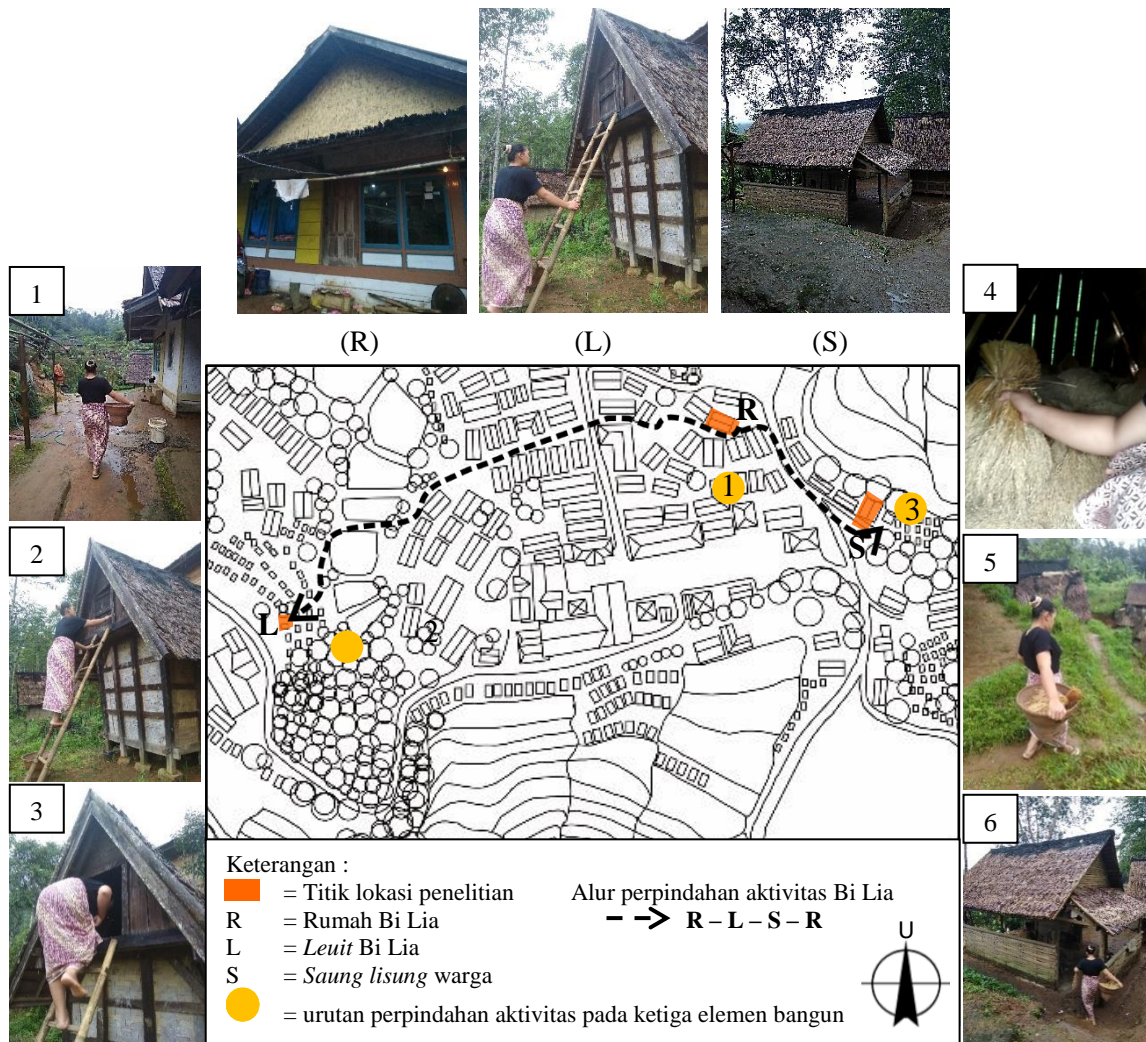 1
2
3
(R)
(L)
(S)
4
5
6
R
1
3
S
L
2
Keterangan :
= Titik lokasi penelitian
R = Rumah Bi Lia
L = Leuit Bi Lia
S = Saung lisung warga
= urutan perpindahan aktivitas pada ketiga elemen bangun
Alur perpindahan aktivitas Bi Lia
R – L – S – R
U